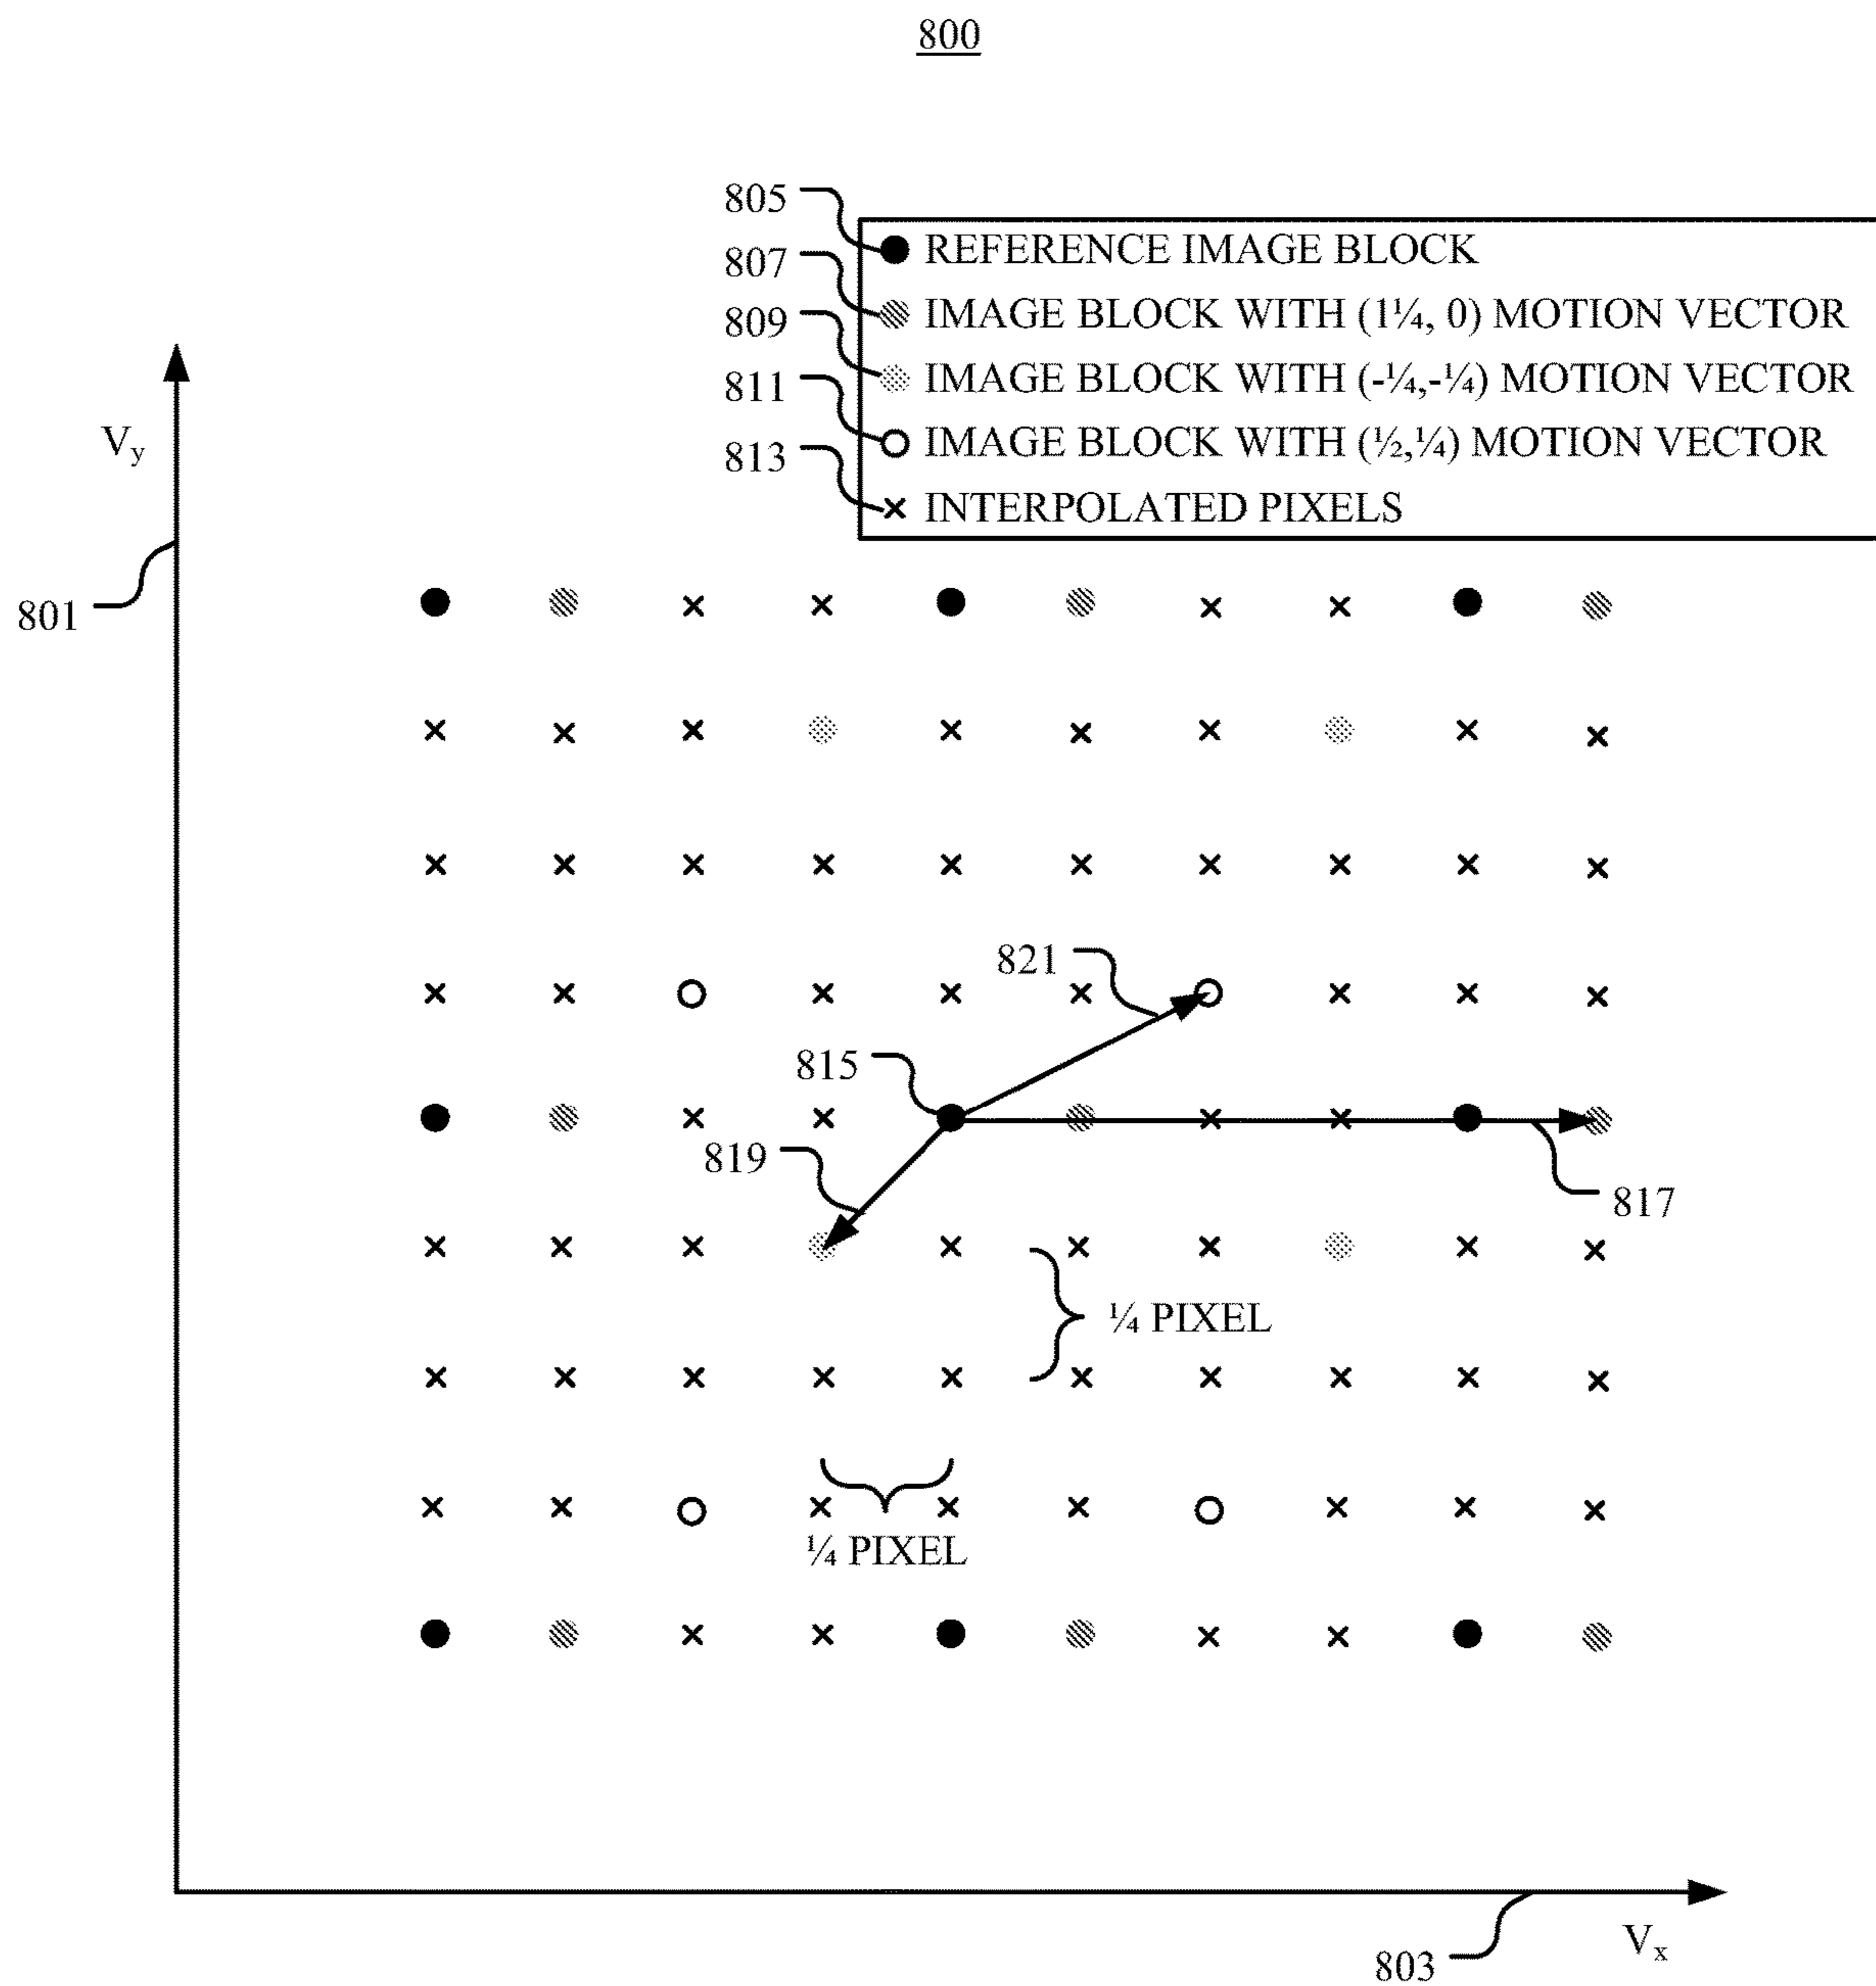 800
805
REFERENCE IMAGE BLOCK
807
IMAGE BLOCK WITH (1¼, 0) MOTION VECTOR
809
IMAGE BLOCK WITH (-¼,-¼) MOTION VECTOR
811
IMAGE BLOCK WITH (½,¼) MOTION VECTOR
813
INTERPOLATED PIXELS
Vy
801
821
815
819
817
¼ PIXEL
¼ PIXEL
Vx
803